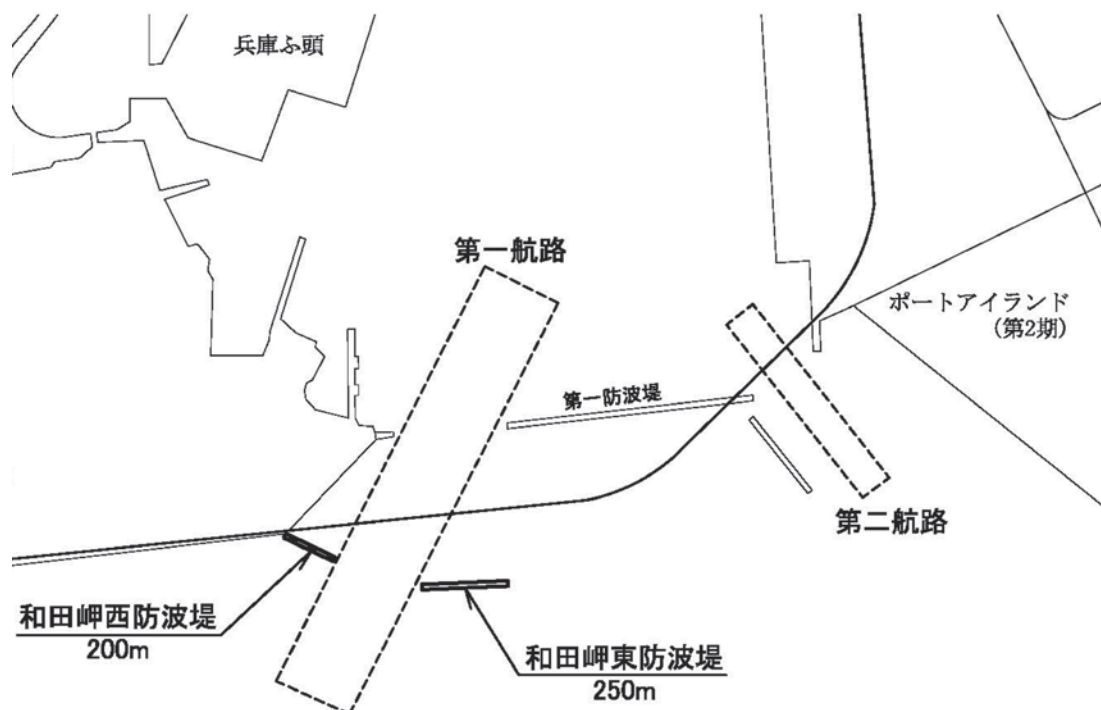 兵庫ふ頭
第一航路
ポートアイランド
(第2期)
第一防波堤
第二航路
和田岬西防波堤
200m
和田岬東防波堤
250m